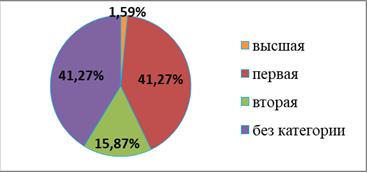 1,59%
высшая
41,27%
41,27%
первая
вторая
15,87%
без категории